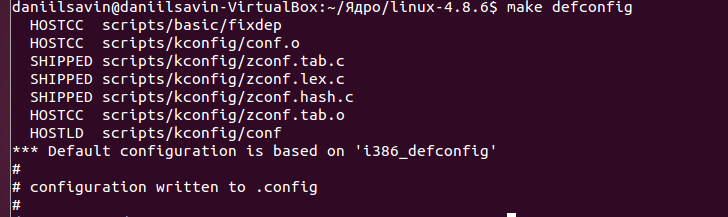 daniilsavin@daniilsavin-VirtualBox:~/Ядро/linux-4.8.6$ make defconfig
  HOSTCC  scripts/basic/fixdep
  HOSTCC  scripts/kconfig/conf.o
  SHIPPED scripts/kconfig/zconf.tab.c
  SHIPPED scripts/kconfig/zconf.lex.c
  SHIPPED scripts/kconfig/zconf.hash.c
  HOSTCC  scripts/kconfig/zconf.tab.o
  HOSTLD  scripts/kconfig/conf
*** Default configuration is based on 'i386_defconfig'
#
# configuration written to .config
#